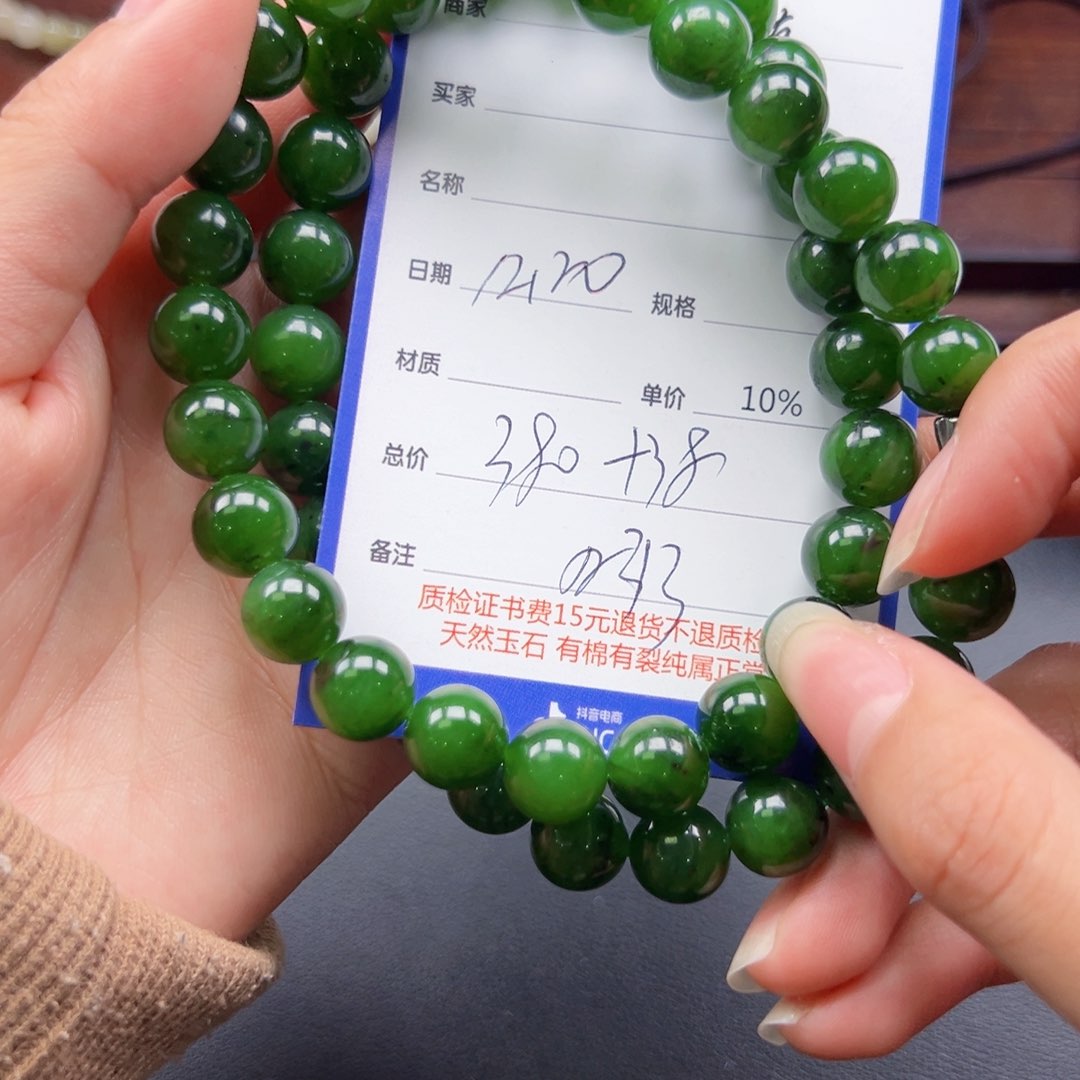 商家
买家
名称
日期 12.20 规格
材质 单价 10%
总价 380 +38
备注
质检证书费15元退货不退质检
天然玉石 有棉有裂纯属正常
抖音电商